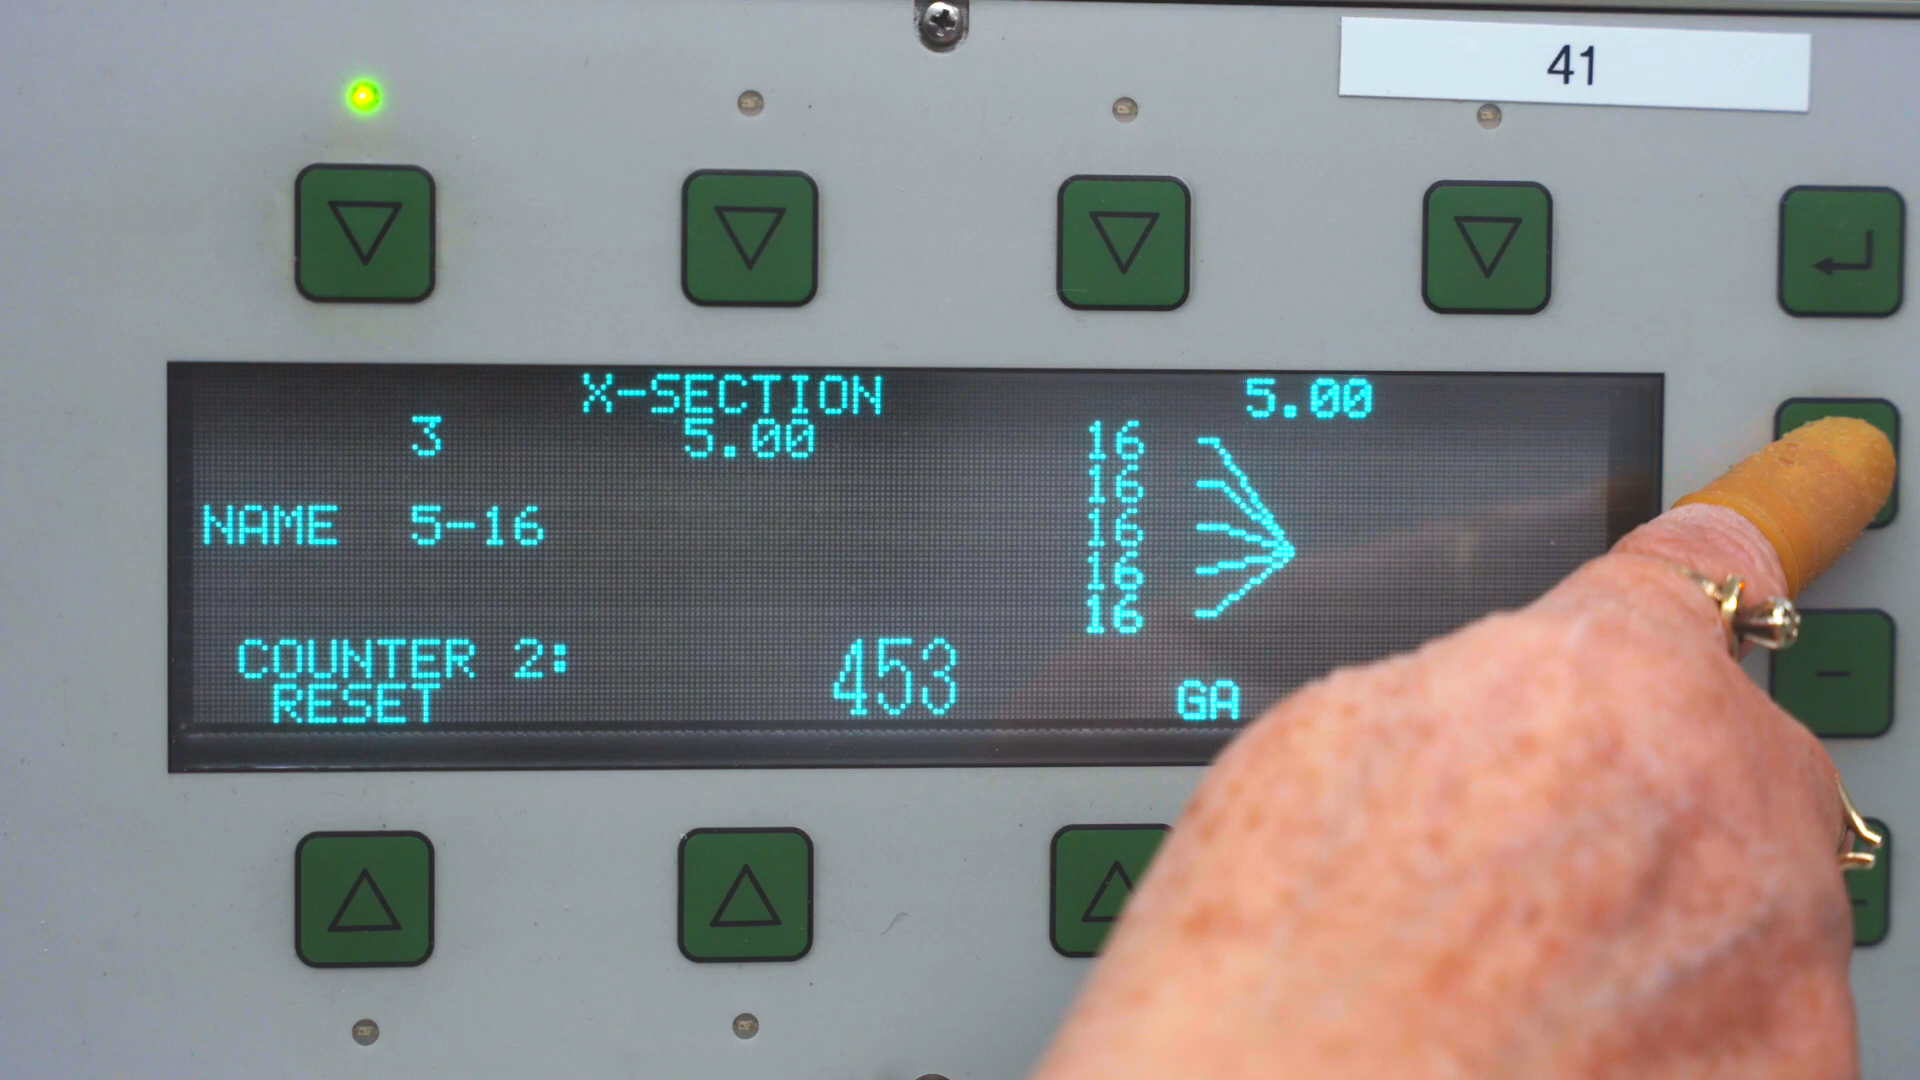 41
X-SECTION 5.00
3 5.00 16
16
NAME 5-16 16
16
16
COUNTER 2: 453
RESET GA